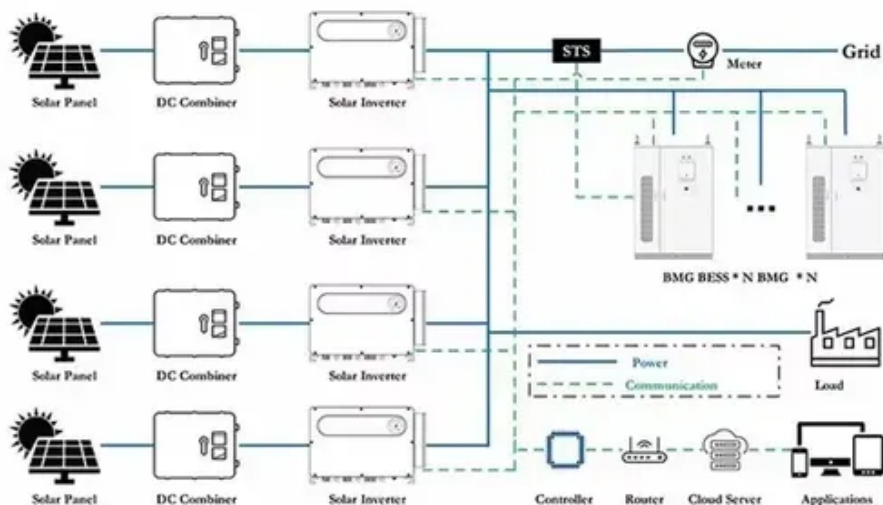 STS
Grid
Meter
Solar Panel DC Combiner Solar Inverter
Solar Panel DC Combiner Solar Inverter
BMG BESS * N BMG * N
Solar Panel DC Combiner Solar Inverter
Power
Communication
Load
Solar Panel DC Combiner Solar Inverter
Controller Router Cloud Server Applications